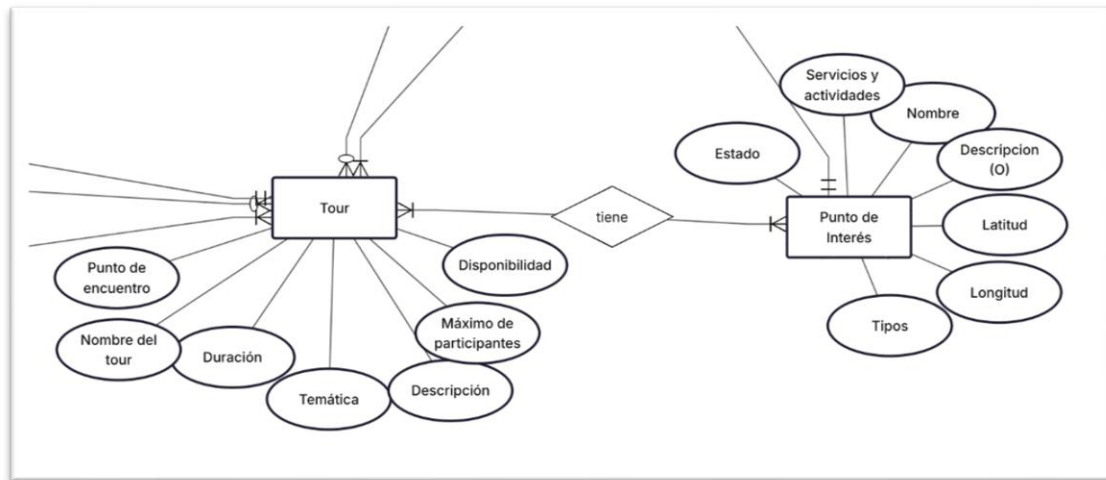 Servicios y
actividades
Nombre
Estado
Descripcion
(O)
Tour
tiene
Punto de
Interés
Latitud
Punto de
encuentro
Disponibilidad
Longitud
Nombre del
tour
Duración
Máximo de
participantes
Tipos
Temática
Descripción